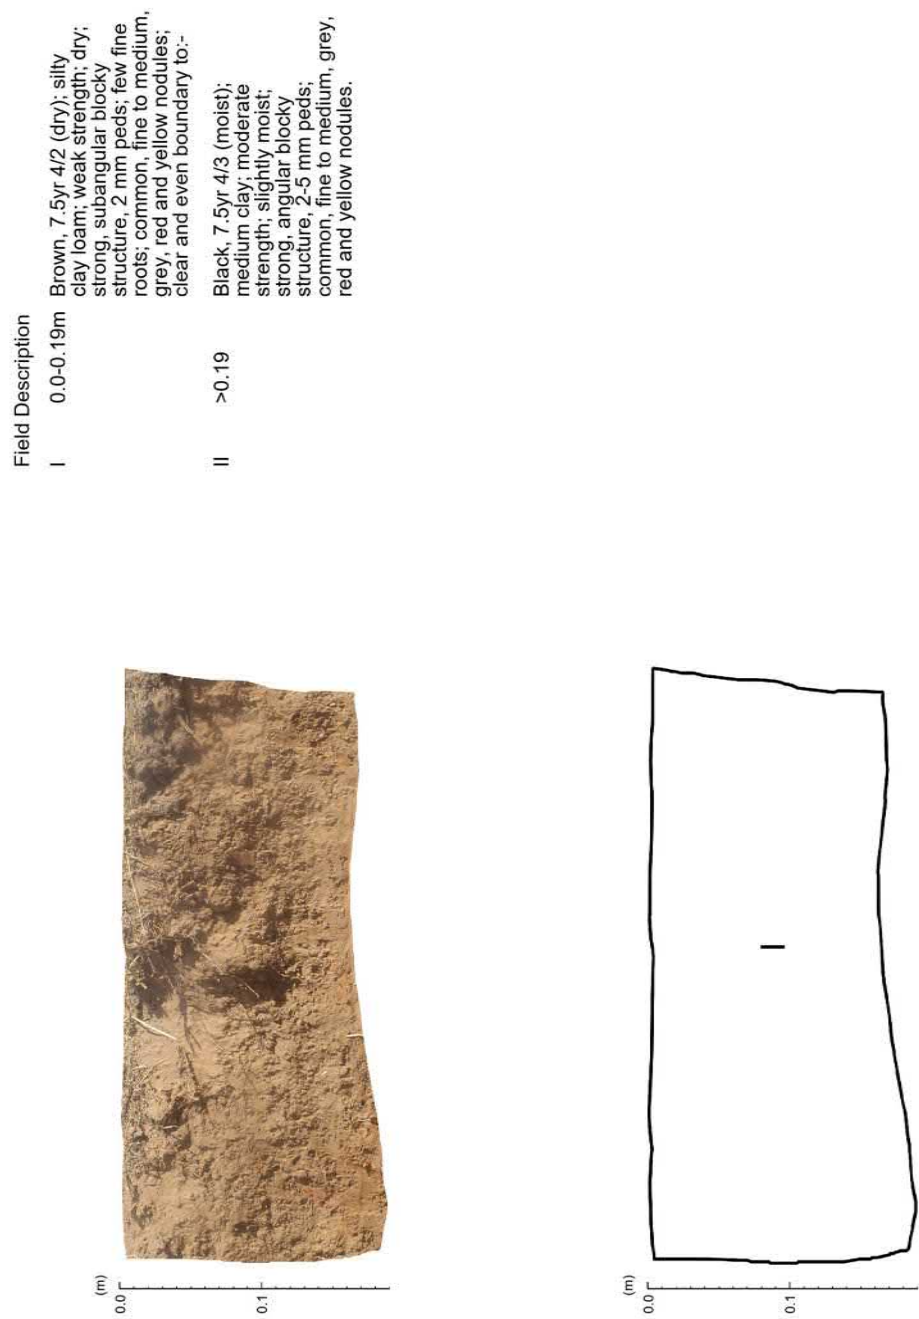 Field Description
I 0.0-0.19m Brown, 7.5yr 4/2 (dry); silty
clay loam; weak strength; dry;
strong, subangular blocky
structure, 2 mm peds; few fine
roots; common, fine to medium,
grey, red and yellow nodules;
clear and even boundary to:-
II >0.19 Black, 7.5yr 4/3 (moist);
medium clay; moderate
strength; slightly moist;
strong, angular blocky
structure, 2-5 mm peds;
common, fine to medium, grey,
red and yellow nodules.
(m)
0.0
0.1
(m)
0.0
0.1
I